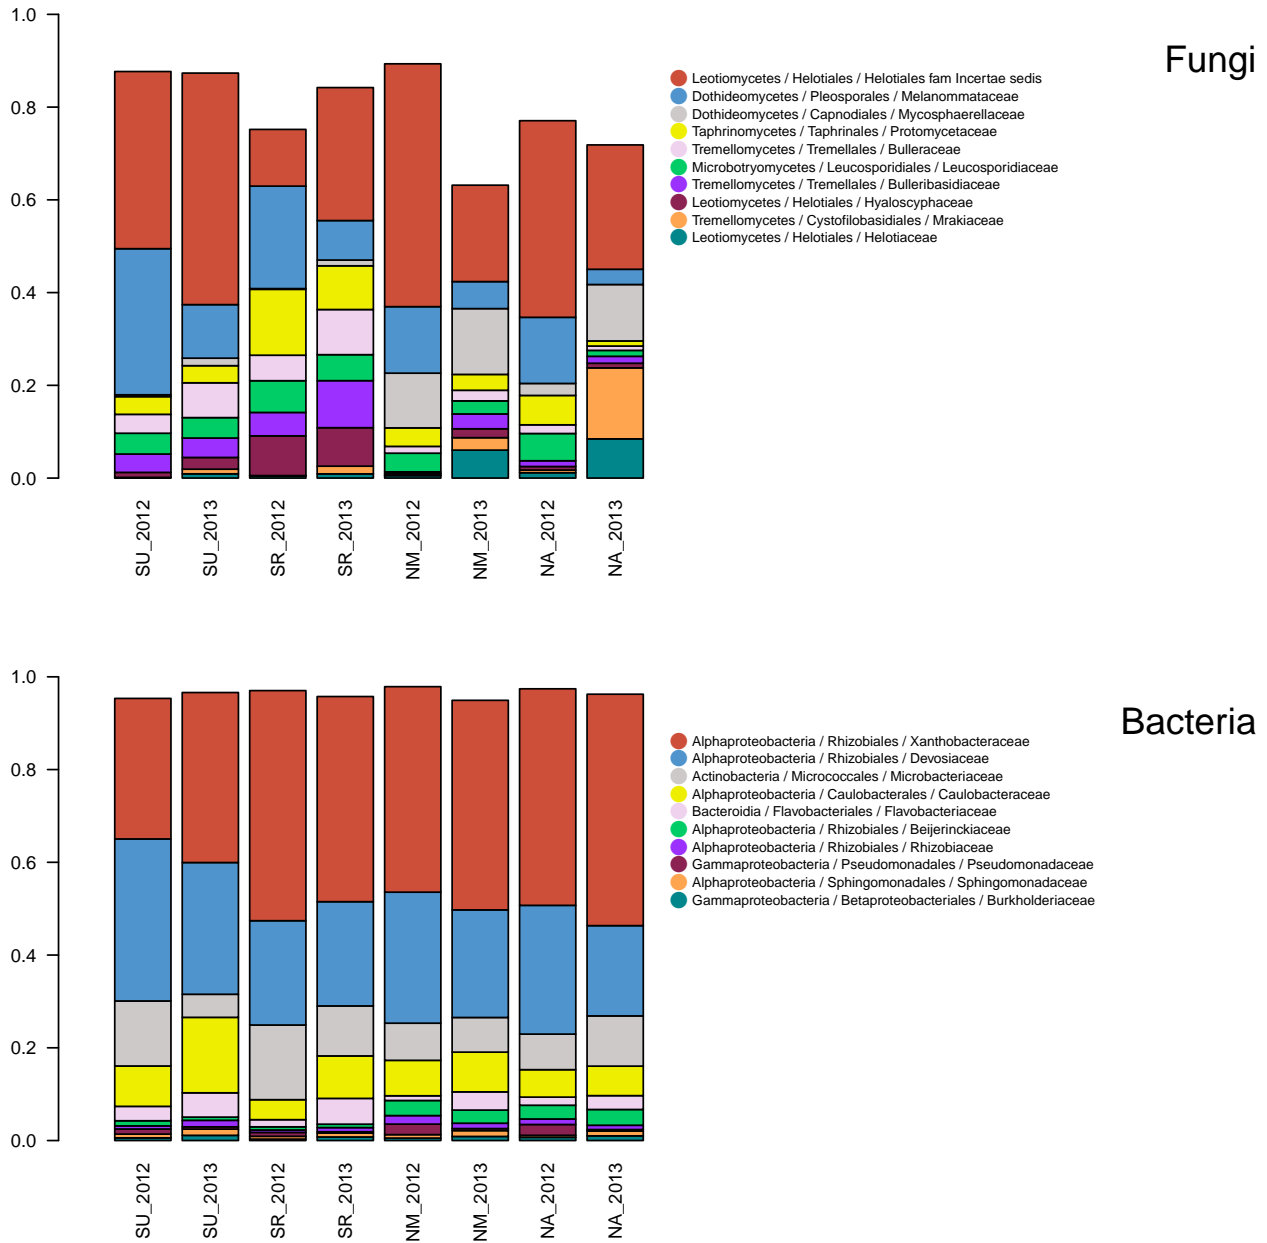 Fungi
1.0
0.8
0.6
0.4
0.2
0.0
Leotiomycetes / Helotiales / Helotiales fam Incertae sedis
Dothideomycetes / Pleosporales / Melanommataceae
Dothideomycetes / Capnodiales / Mycosphaerellaceae
Taphrinomycetes / Taphrinales / Protomycetaceae
Tremellomycetes / Tremellales / Bulleraceae
Microbotryomycetes / Leucosporidiales / Leucosporidiaceae
Tremellomycetes / Tremellales / Bulleribasidiaceae
Leotiomycetes / Helotiales / Hyaloscyphaceae
Tremellomycetes / Cystofilobasidiales / Mrakiaceae
Leotiomycetes / Helotiales / Helotiaceae
SU_2012
SU_2013
SR_2012
SR_2013
NM_2012
NM_2013
NA_2012
NA_2013
Bacteria
1.0
0.8
0.6
0.4
0.2
0.0
Alphaproteobacteria / Rhizobiales / Xanthobacteraceae
Alphaproteobacteria / Rhizobiales / Devosiaceae
Actinobacteria / Micrococcales / Microbacteriaceae
Alphaproteobacteria / Caulobacterales / Caulobacteraceae
Bacteroidia / Flavobacteriales / Flavobacteriaceae
Alphaproteobacteria / Rhizobiales / Beijerinckiaceae
Alphaproteobacteria / Rhizobiales / Rhizobiaceae
Gammaproteobacteria / Pseudomonadales / Pseudomonadaceae
Alphaproteobacteria / Sphingomonadales / Sphingomonadaceae
Gammaproteobacteria / Betaproteobacteriales / Burkholderiaceae
SU_2012
SU_2013
SR_2012
SR_2013
NM_2012
NM_2013
NA_2012
NA_2013